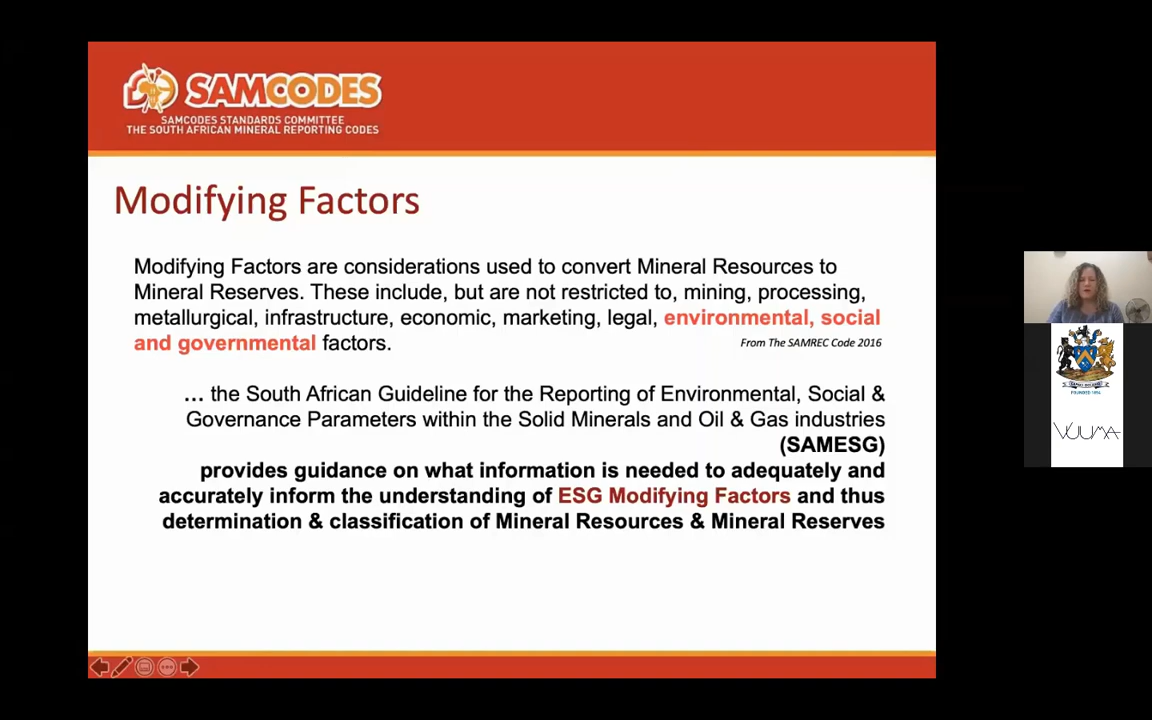 SAMCODES
SAMCODES STANDARDS COMMITTEE
THE SOUTH AFRICAN MINERAL REPORTING CODES
Modifying Factors
Modifying Factors are considerations used to convert Mineral Resources to
Mineral Reserves. These include, but are not restricted to, mining, processing,
metallurgical, infrastructure, economic, marketing, legal, environmental, social
and governmental factors.
From The SAMREC Code 2016
... the South African Guideline for the Reporting of Environmental, Social &
Governance Parameters within the Solid Minerals and Oil & Gas industries
(SAMESG)
provides guidance on what information is needed to adequately and
accurately inform the understanding of ESG Modifying Factors and thus
determination & classification of Mineral Resources & Mineral Reserves
FOUNDED 1894
VUUMA